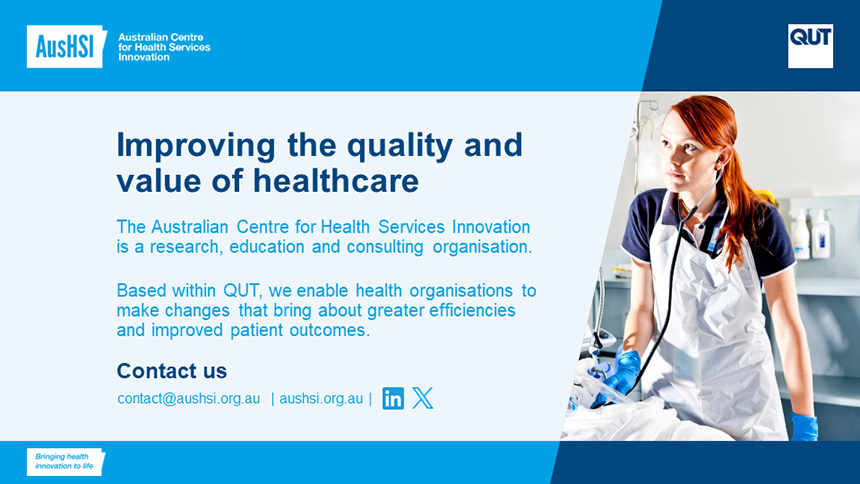 AusHSI
Australian Centre
for Health Services
Innovation
QUT
Improving the quality and
value of healthcare
The Australian Centre for Health Services Innovation
is a research, education and consulting organisation.
Based within QUT, we enable health organisations to
make changes that bring about greater efficiencies
and improved patient outcomes.
Contact us
contact@aushsi.org.au | aushsi.org.au | in X
Bringing health
innovation to life